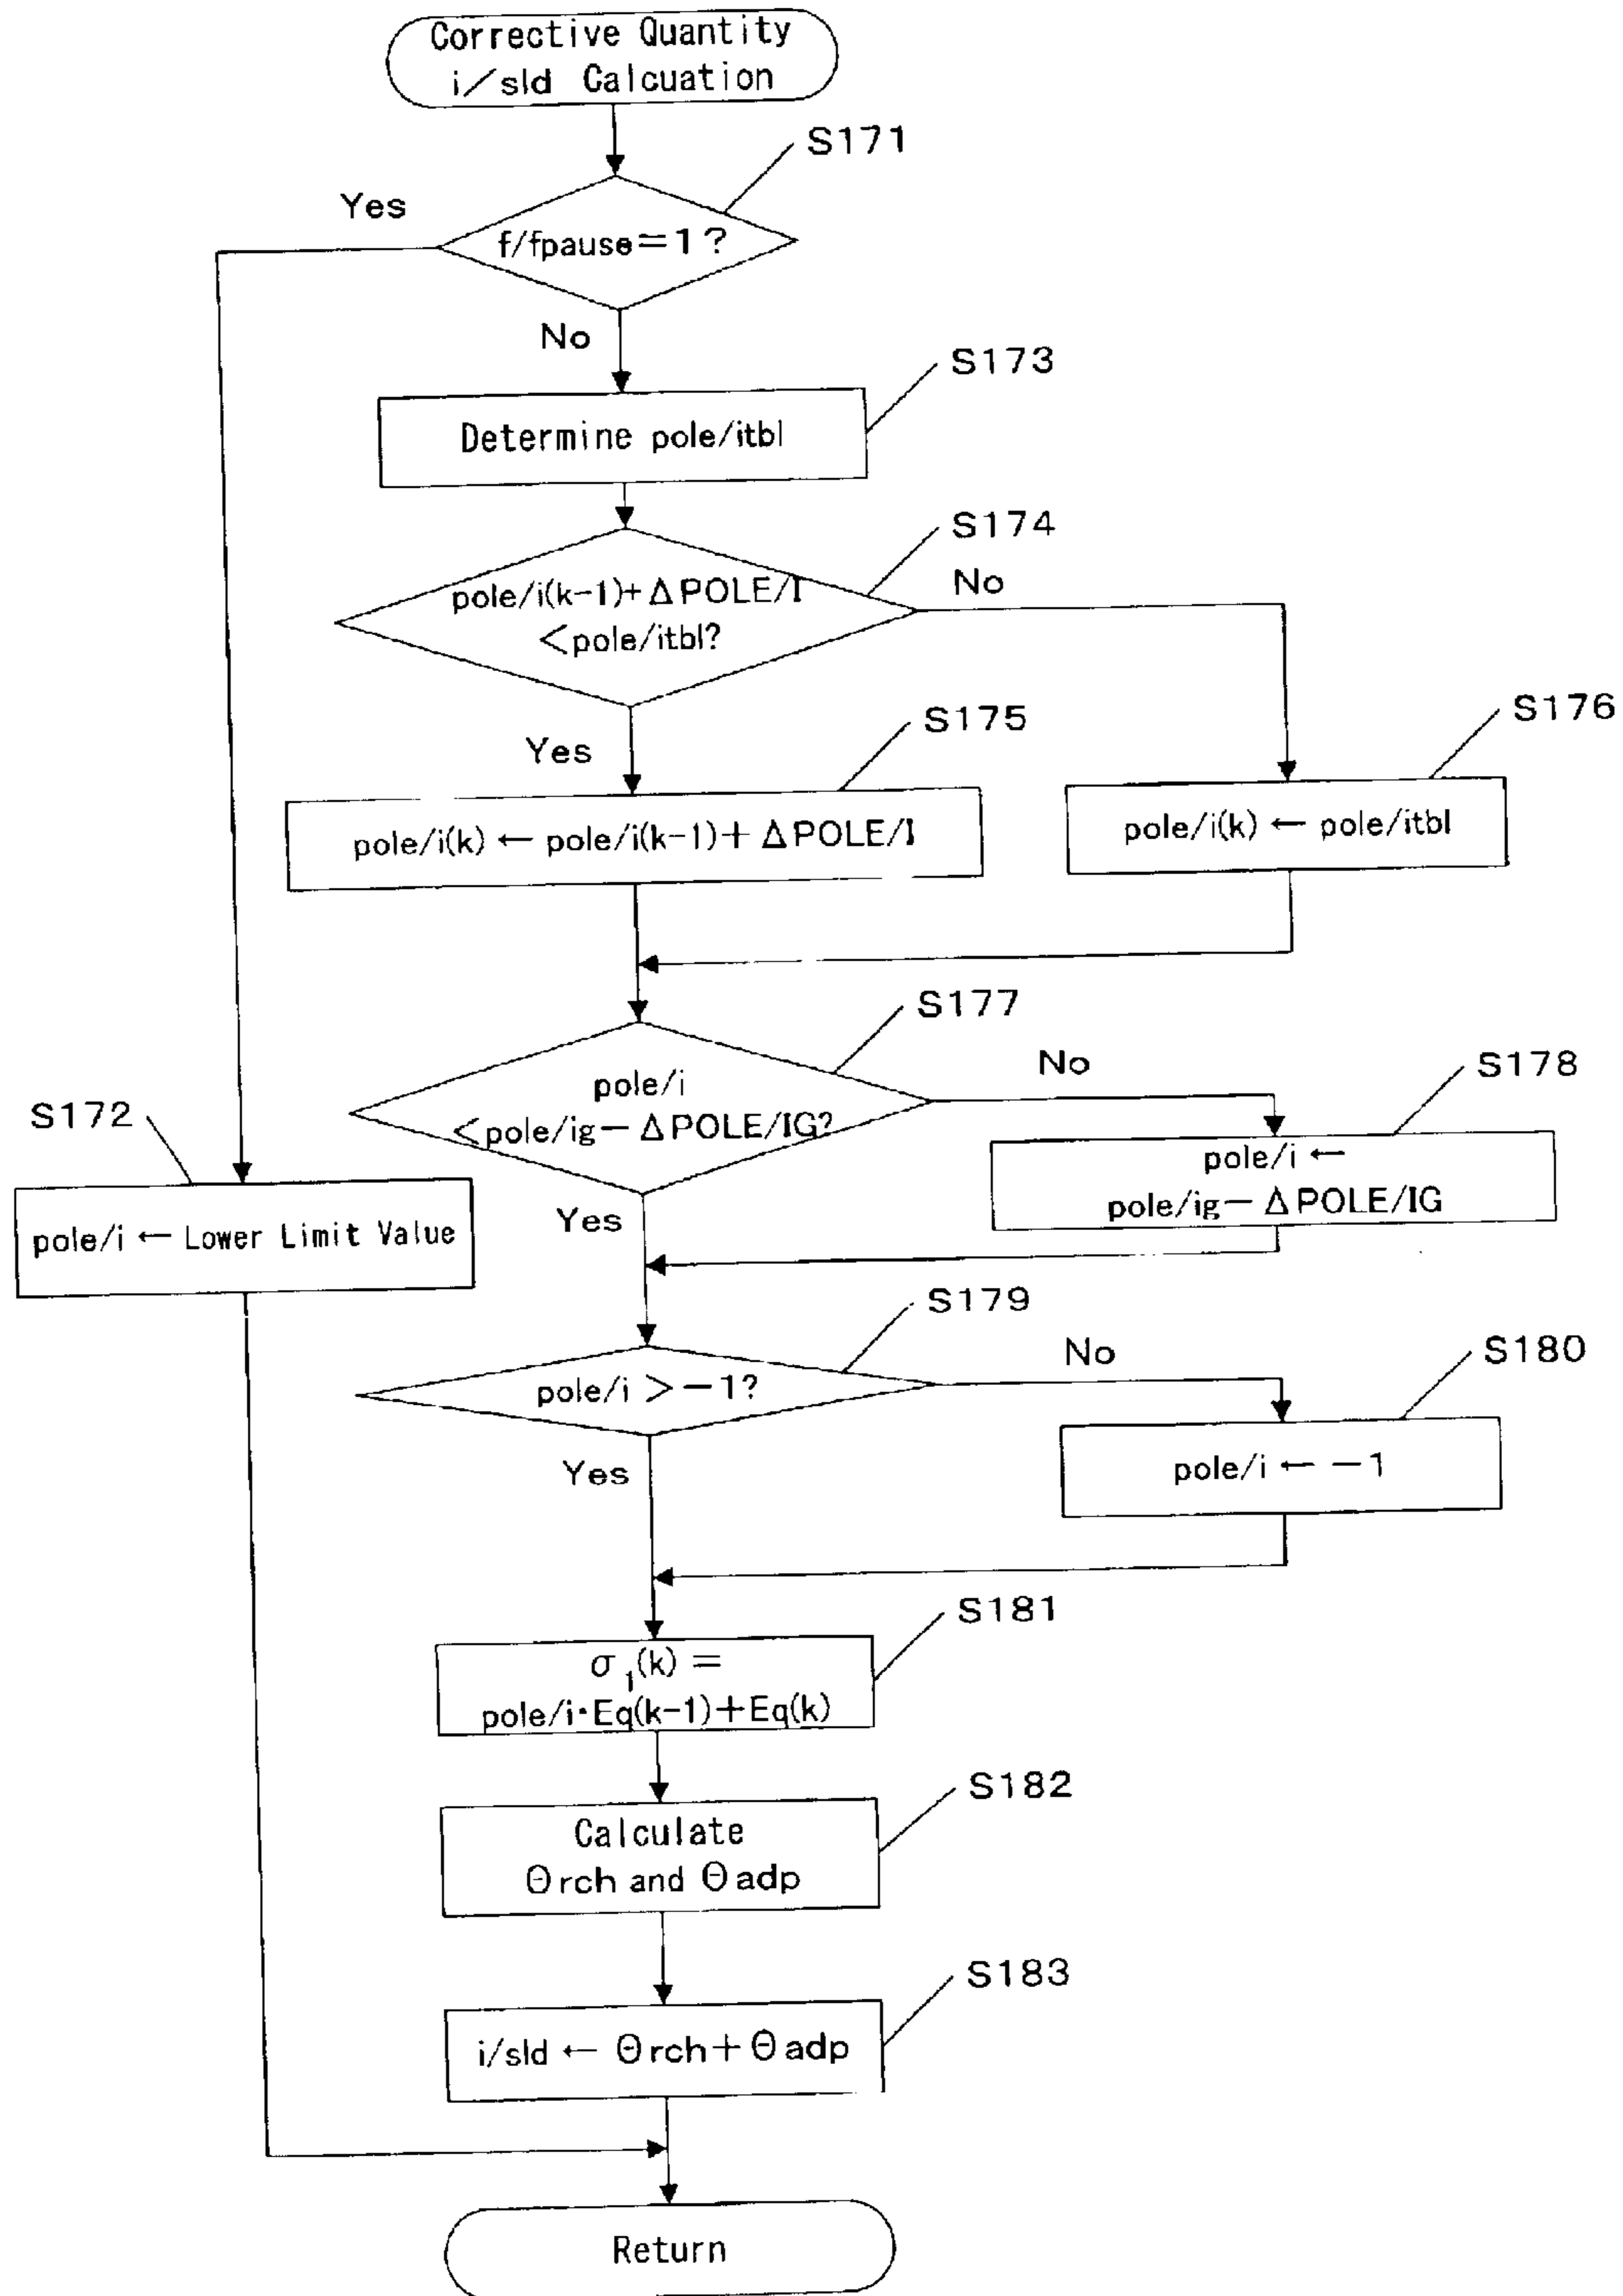 Corrective Quantity
i/sld Calcuation
S171
Yes
f/fpause=1?
No
S173
Determine pole/itbl
S174
No
pole/i(k-1)+ΔPOLE/I
<pole/itbl?
S175
S176
Yes
pole/i(k) ← pole/i(k-1)+ΔPOLE/I
pole/i(k) ← pole/itbl
S177
No
S178
pole/i
<pole/ig-ΔPOLE/IG?
S172
pole/i ←
pole/ig-ΔPOLE/IG
Yes
pole/i ← Lower Limit Value
S179
No
S180
pole/i >-1?
Yes
pole/i ← -1
S181
σi(k) =
pole/i·Eq(k-1)+Eq(k)
S182
Calculate
Θrch and Θadp
S183
i/sld ← Θrch+Θadp
Return